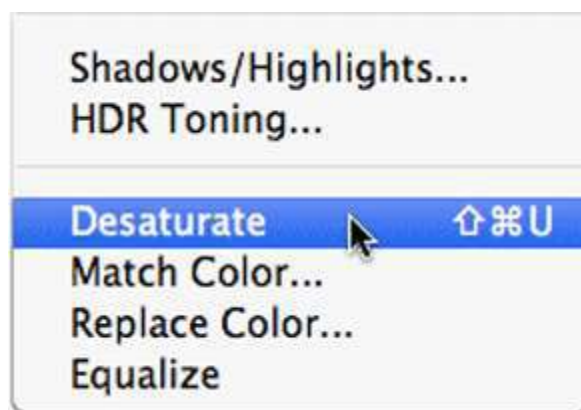 Shadows/Highlights...
HDR Toning...
Desaturate ⇧⌘U
Match Color...
Replace Color...
Equalize